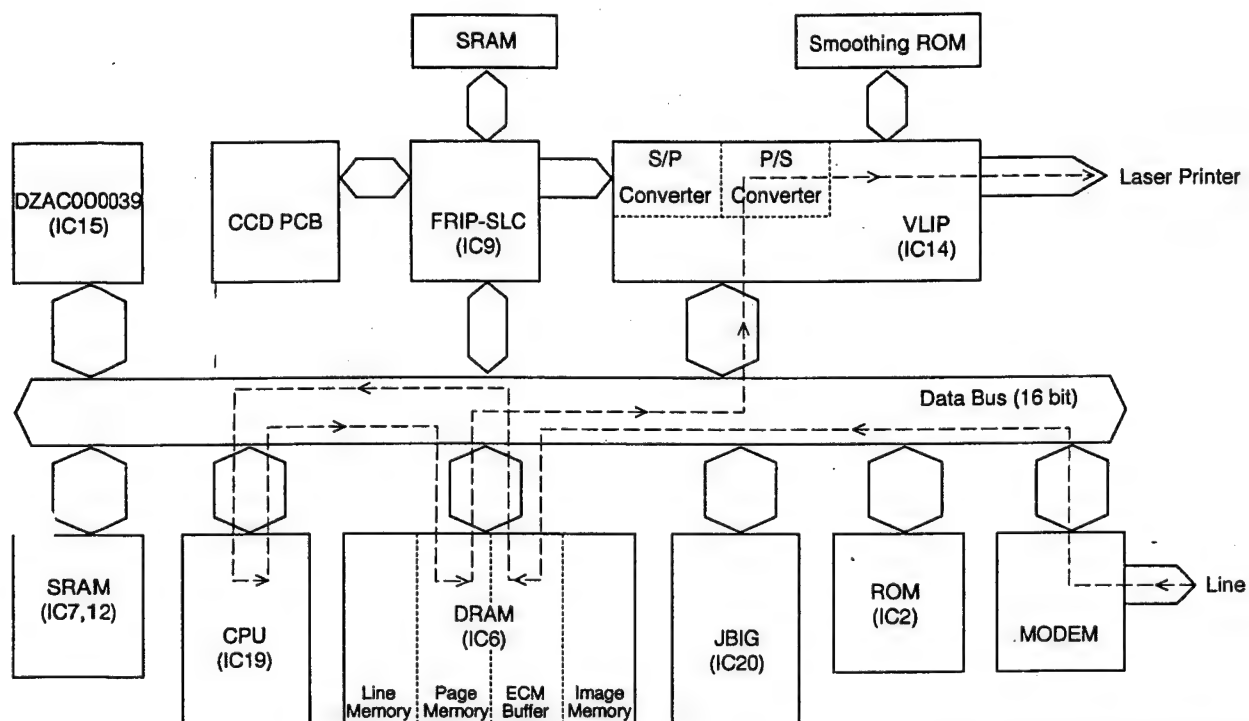 SRAM
Smoothing ROM
DZAC000039
(IC15)
CCD PCB
FRIP-SLC
(IC9)
S/P
Converter
P/S
Converter
VLIP
(IC14)
Laser Printer
Data Bus (16 bit)
SRAM
(IC7,12)
CPU
(IC19)
DRAM
(IC6)
Line
Memory
Page
Memory
ECM
Buffer
Image
Memory
JBIG
(IC20)
ROM
(IC2)
MODEM
Line